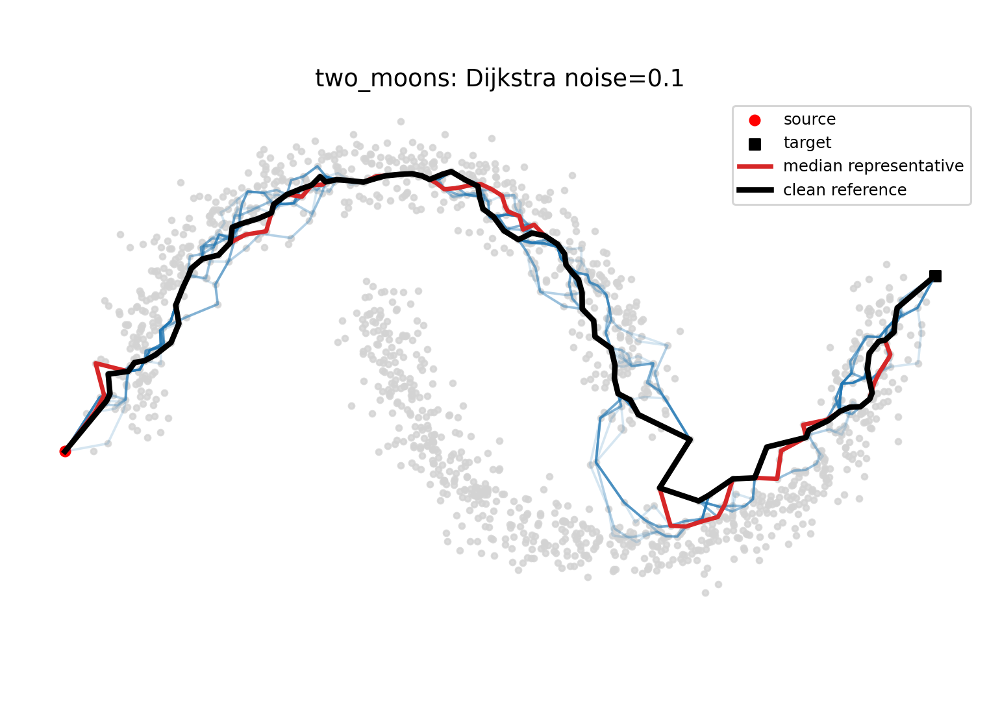 two_moons: Dijkstra noise=0.1
source
target
median representative
clean reference